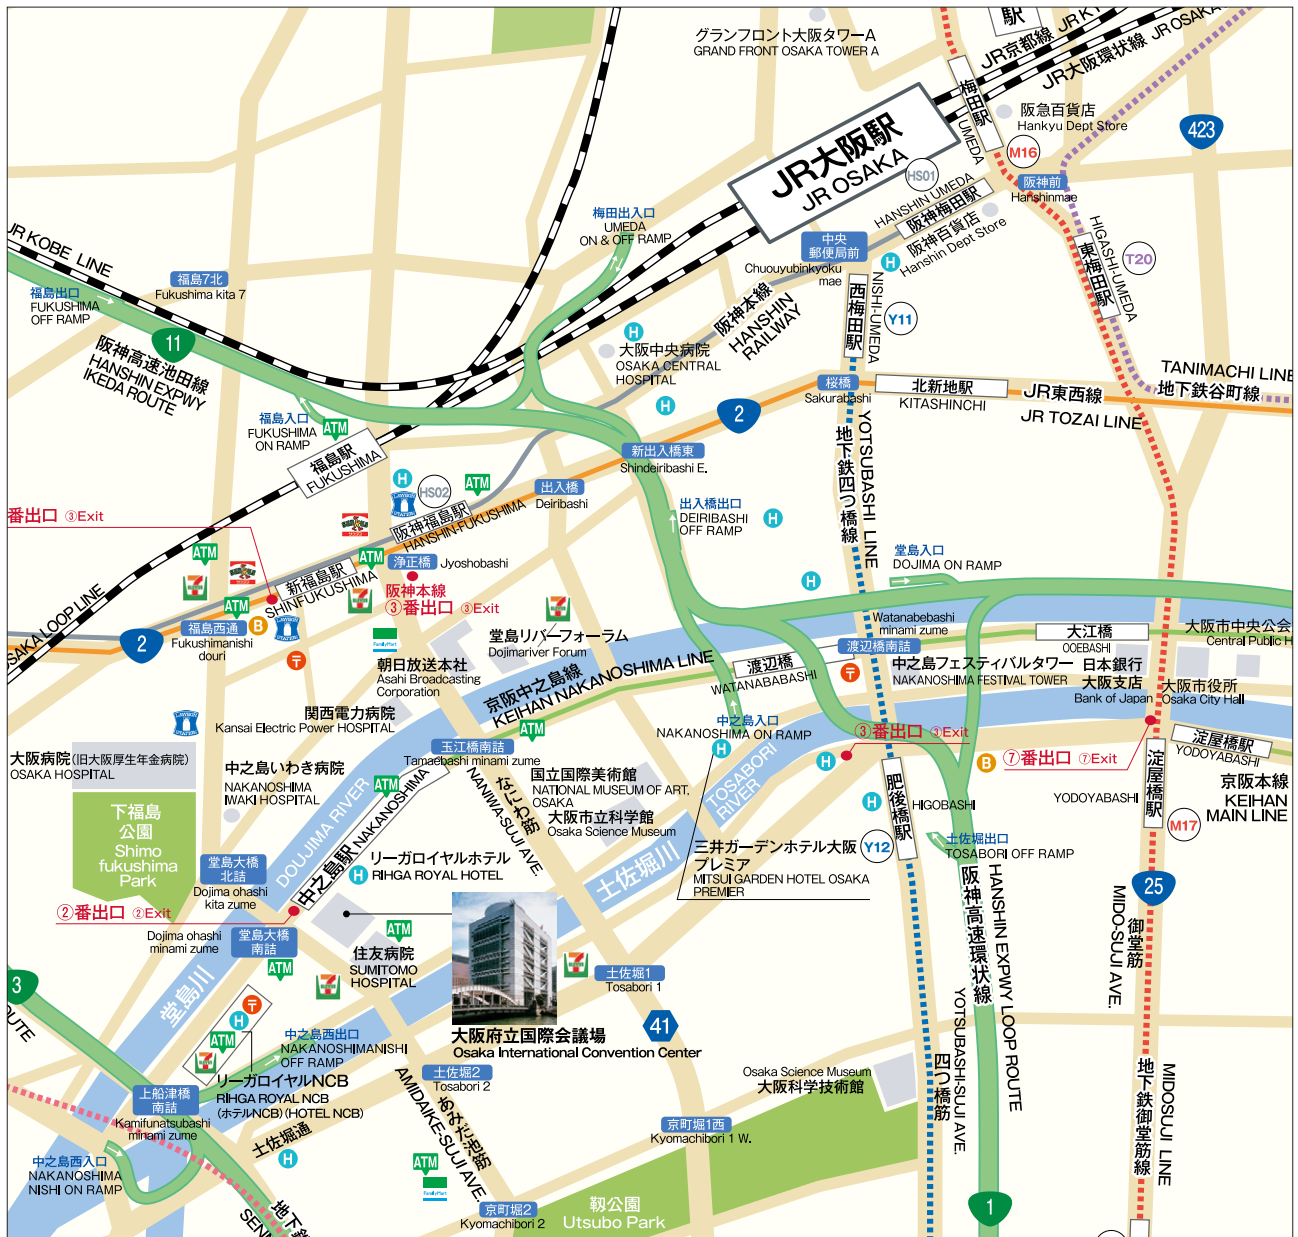 グランフロント大阪タワーA
GRAND FRONT OSAKA TOWER A
駅
JR京都線
JR大阪環状線
JR OSAKA
梅田駅
UMEDA
阪急百貨店
Hankyu Dept Store
423
M16
JR大阪駅
JR OSAKA
HS01
HANSHIN UMEDA
阪神梅田駅
阪神前
Hanshinmae
阪神百貨店
Hanshin Dept Store
梅田出入口
UMEDA
ON & OFF RAMP
中央
郵便局前
Chuouyubinkyoku
mae
H
HIGASHI-UMEDA
東梅田駅
T20
JR KOBE LINE
福島7北
Fukushima kita 7
福島出口
FUKUSHIMA
OFF RAMP
11
阪神高速池田線
HANSHIN EXPWY
IKEDA ROUTE
阪神本線
HANSHIN
RAILWAY
西梅田駅
NISHI-UMEDA
Y11
H
大阪中央病院
OSAKA CENTRAL
HOSPITAL
H
TANIMACHI LINE
地下鉄谷町線
桜橋
Sakurabashi
北新地駅
KITASHINCHI
JR東西線
JR TOZAI LINE
2
福島入口
FUKUSHIMA
ON RAMP
ATM
福島駅
FUKUSHIMA
新出入橋東
Shindeiribashi E.
YOTSUBASHI LINE
地下鉄四つ橋線
H
HS02
ATM
LAWSON
STATION
出入橋
Deiribashi
阪神福島駅
HANSHIN-FUKUSHIMA
出入橋出口
DEIRIBASHI
OFF RAMP
H
番出口 ③Exit
OSAKA LOOP LINE
ATM
ATM
浄正橋
Jyoshobashi
新福島駅
SHINFUKUSHIMA
阪神本線
③番出口 ③Exit
堂島入口
DOJIMA ON RAMP
H
ATM
B
LAWSON
STATION
福島西通
Fukushimanishi
douri
2
FamilyMart
堂島リバーフォーラム
Dojimariver Forum
朝日放送本社
Asahi Broadcasting
Corporation
京阪中之島線
KEIHAN NAKANOSHIMA LINE
Watanabebashi
minami zume
渡辺橋南詰
渡辺橋
WATANABABASHI
大江橋
OOEBASHI
大阪市中央公会
Central Public H
中之島フェスティバルタワー
NAKANOSHIMA FESTIVAL TOWER
日本銀行
大阪支店
Bank of Japan
大阪市役所
Osaka City Hall
関西電力病院
Kansai Electric Power HOSPITAL
LAWSON
STATION
ATM
中之島入口
NAKANOSHIMA ON RAMP
③番出口 ③Exit
⑦番出口 ⑦Exit
淀屋橋駅
YODOYABASHI
京阪本線
KEIHAN
MAIN LINE
大阪病院(旧大阪厚生年金病院)
OSAKA HOSPITAL
玉江橋南詰
Tamaebashi minami zume
中之島いわき病院
NAKANOSHIMA
IWAKI HOSPITAL
ATM
なにわ筋
NANIWA-SUJI AVE.
国立国際美術館
NATIONAL MUSEUM OF ART,
OSAKA
大阪市立科学館
Osaka Science Museum
TOSABORI
RIVER
H
H
B
H
肥後橋駅
HIGOBASHI
YODOYABASHI
淀屋橋駅
M17
下福島
公園
Shimo
fukushima
Park
DOUJIMA RIVER
中之島駅
NAKANOSHIMA
リーガロイヤルホテル
RIHGA ROYAL HOTEL
H
土佐堀川
三井ガーデンホテル大阪
プレミア
MITSUI GARDEN HOTEL OSAKA
PREMIER
Y12
土佐堀出口
TOSABORI OFF RAMP
堂島大橋
北詰
Dojima ohashi
kita zume
②番出口 ②Exit
25
御堂筋
MIDO-SUJI AVE.
Dojima ohashi
minami zume
堂島大橋
南詰
ATM
ATM
住友病院
SUMITOMO
HOSPITAL
土佐堀1
Tosabori 1
阪神高速環状線
HANSHIN EXPWY LOOP ROUTE
3
ROUTE
堂島川
H
ATM
中之島西出口
NAKANOSHIMANISHI
OFF RAMP
大阪府立国際会議場
Osaka International Convention Center
41
リーガロイヤルNCB
RIHGA ROYAL NCB
(ホテルNCB)(HOTEL NCB)
土佐堀2
Tosabori 2
Osaka Science Museum
大阪科学技術館
四つ橋筋
YOTSUBASHI-SUJI AVE.
地下鉄御堂筋線
MIDOSUJI LINE
上船津橋
南詰
Kamifunatsubashi
minami zume
土佐堀通
H
あみだ池筋
AMIDAIKE-SUJI AVE.
京町堀1西
Kyomachibori 1 W.
中之島西入口
NAKANOSHIMA
NISHI ON RAMP
ATM
FamilyMart
京町堀2
Kyomachibori 2
靱公園
Utsubo Park
1
地下鉄